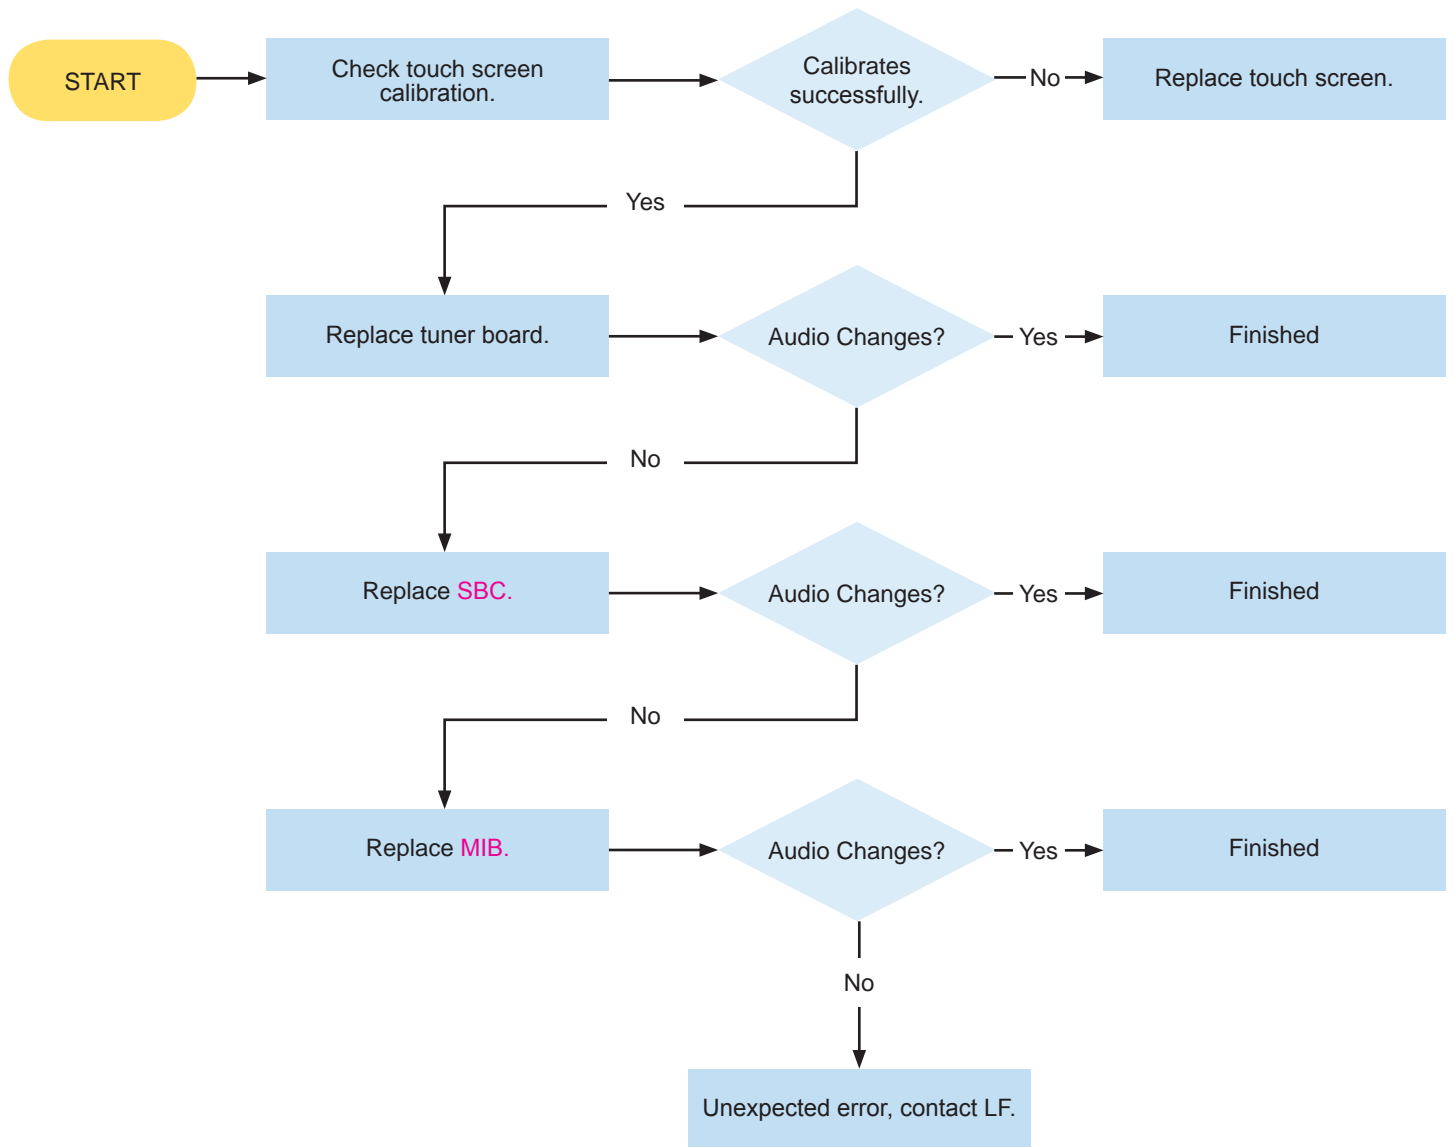 START
Check touch screen
calibration.
Calibrates
successfully.
No
Replace touch screen.
Yes
Replace tuner board.
Audio Changes?
Yes
Finished
No
Replace SBC.
Audio Changes?
Yes
Finished
No
Replace MIB.
Audio Changes?
Yes
Finished
No
Unexpected error, contact LF.